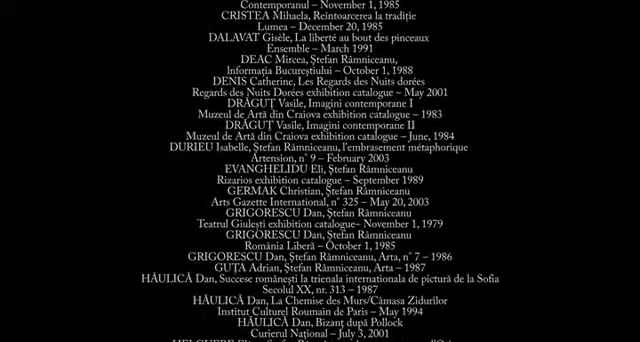 Contemporanul – November 1, 1985
CRISTEA Mihaela, Reîntoarcerea la tradiție
Lumea – December 20, 1985
DALAVAT Gisèle, La liberté au bout des pinceaux
Ensemble – March 1991
DEAC Mircea, Ștefan Râmniceanu,
Informația Bucureștiului – October 1, 1988
DENIS Catherine, Les Regards des Nuits dorées
Regards des Nuits Dorées exhibition catalogue – May 2001
DRĂGUȚ Vasile, Imagini contemporane I
Muzeul de Artă din Craiova exhibition catalogue – 1983
DRĂGUȚ Vasile, Imagini contemporane II
Muzeul de Artă din Craiova exhibition catalogue – June, 1984
DURIEU Isabelle, Ștefan Râmniceanu, l'embrasement métaphorique
Artension, n° 9 – February 2003
EVANGHELIDU Eli, Ștefan Râmniceanu
Rizarios exhibition catalogue – September 1989
GERMAK Christian, Ștefan Râmniceanu
Arts Gazette International, n° 325 – May 20, 2003
GRIGORESCU Dan, Ștefan Râmniceanu
Teatrul Giulești exhibition catalogue– November 1, 1979
GRIGORESCU Dan, Ștefan Râmniceanu
România Liberă – October 1, 1985
GRIGORESCU Dan, Ștefan Râmniceanu, Arta, n° 7 – 1986
GUȚA Adrian, Ștefan Râmniceanu, Arta – 1987
HĂULICĂ Dan, Succese românești la trienala internationala de pictură de la Sofia
Secolul XX, nr. 313 – 1987
HĂULICĂ Dan, La Chemise des Murs/Cămasa Zidurilor
Institut Culturel Roumain de Paris – May 1994
HĂULICĂ Dan, Bizanț după Pollock
Curierul Național – July 3, 2001